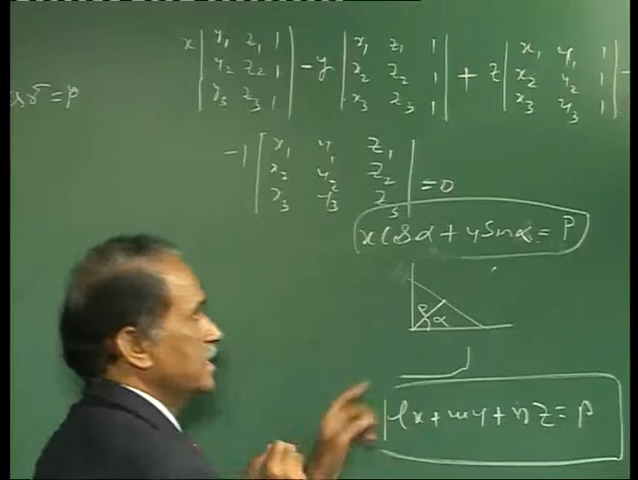 x | y₁ z₁ 1 | - y | x₁ z₁ 1 | + z | x₁ y₁ 1 | -
| y₂ z₂ 1 | | x₂ z₂ 1 | | x₂ y₂ 1 |
| y₃ z₃ 1 | | x₃ z₃ 1 | | x₃ y₃ 1 |
γ = p
-1 | x₁ y₁ z₁ |
| x₂ y₂ z₂ | = 0
| x₃ y₃ z₃ |
x Cos α + y Sin α = P
P α
lx + my + nz = p